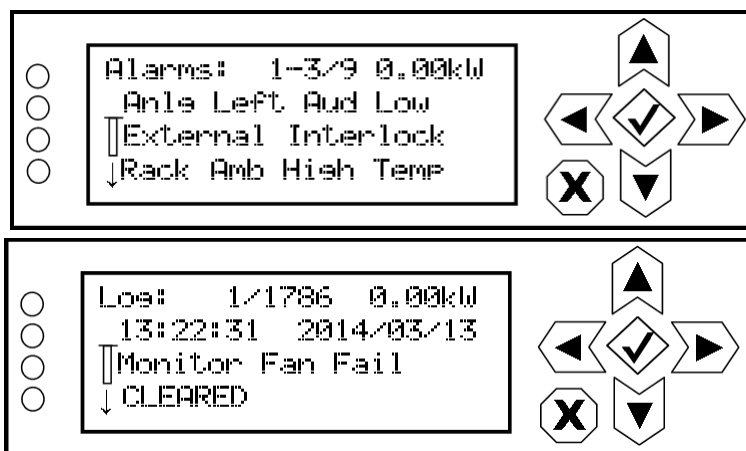 Alarms: 1-3/9 0.00kW
Anlg Left Aud Low
External Interlock
↓Rack Amb High Temp
X
Log: 1/1786 0.00kW
13:22:31 2014/03/13
Monitor Fan Fail
↓ CLEARED
X